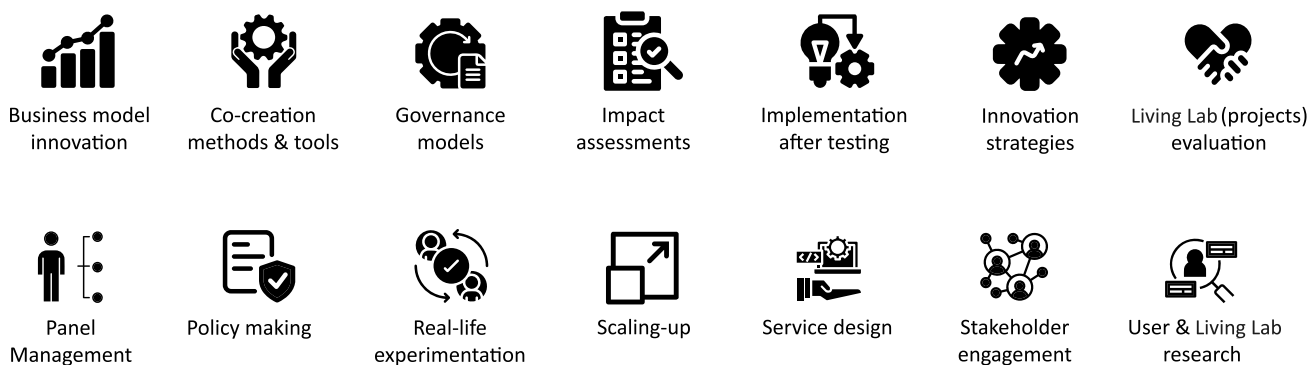 Business model
innovation
Co-creation
methods & tools
Governance
models
Impact
assessments
Implementation
after testing
Innovation
strategies
Living Lab (projects)
evaluation
</>
Panel
Management
Policy making
Real-life
experimentation
Scaling-up
Service design
Stakeholder
engagement
User & Living Lab
research